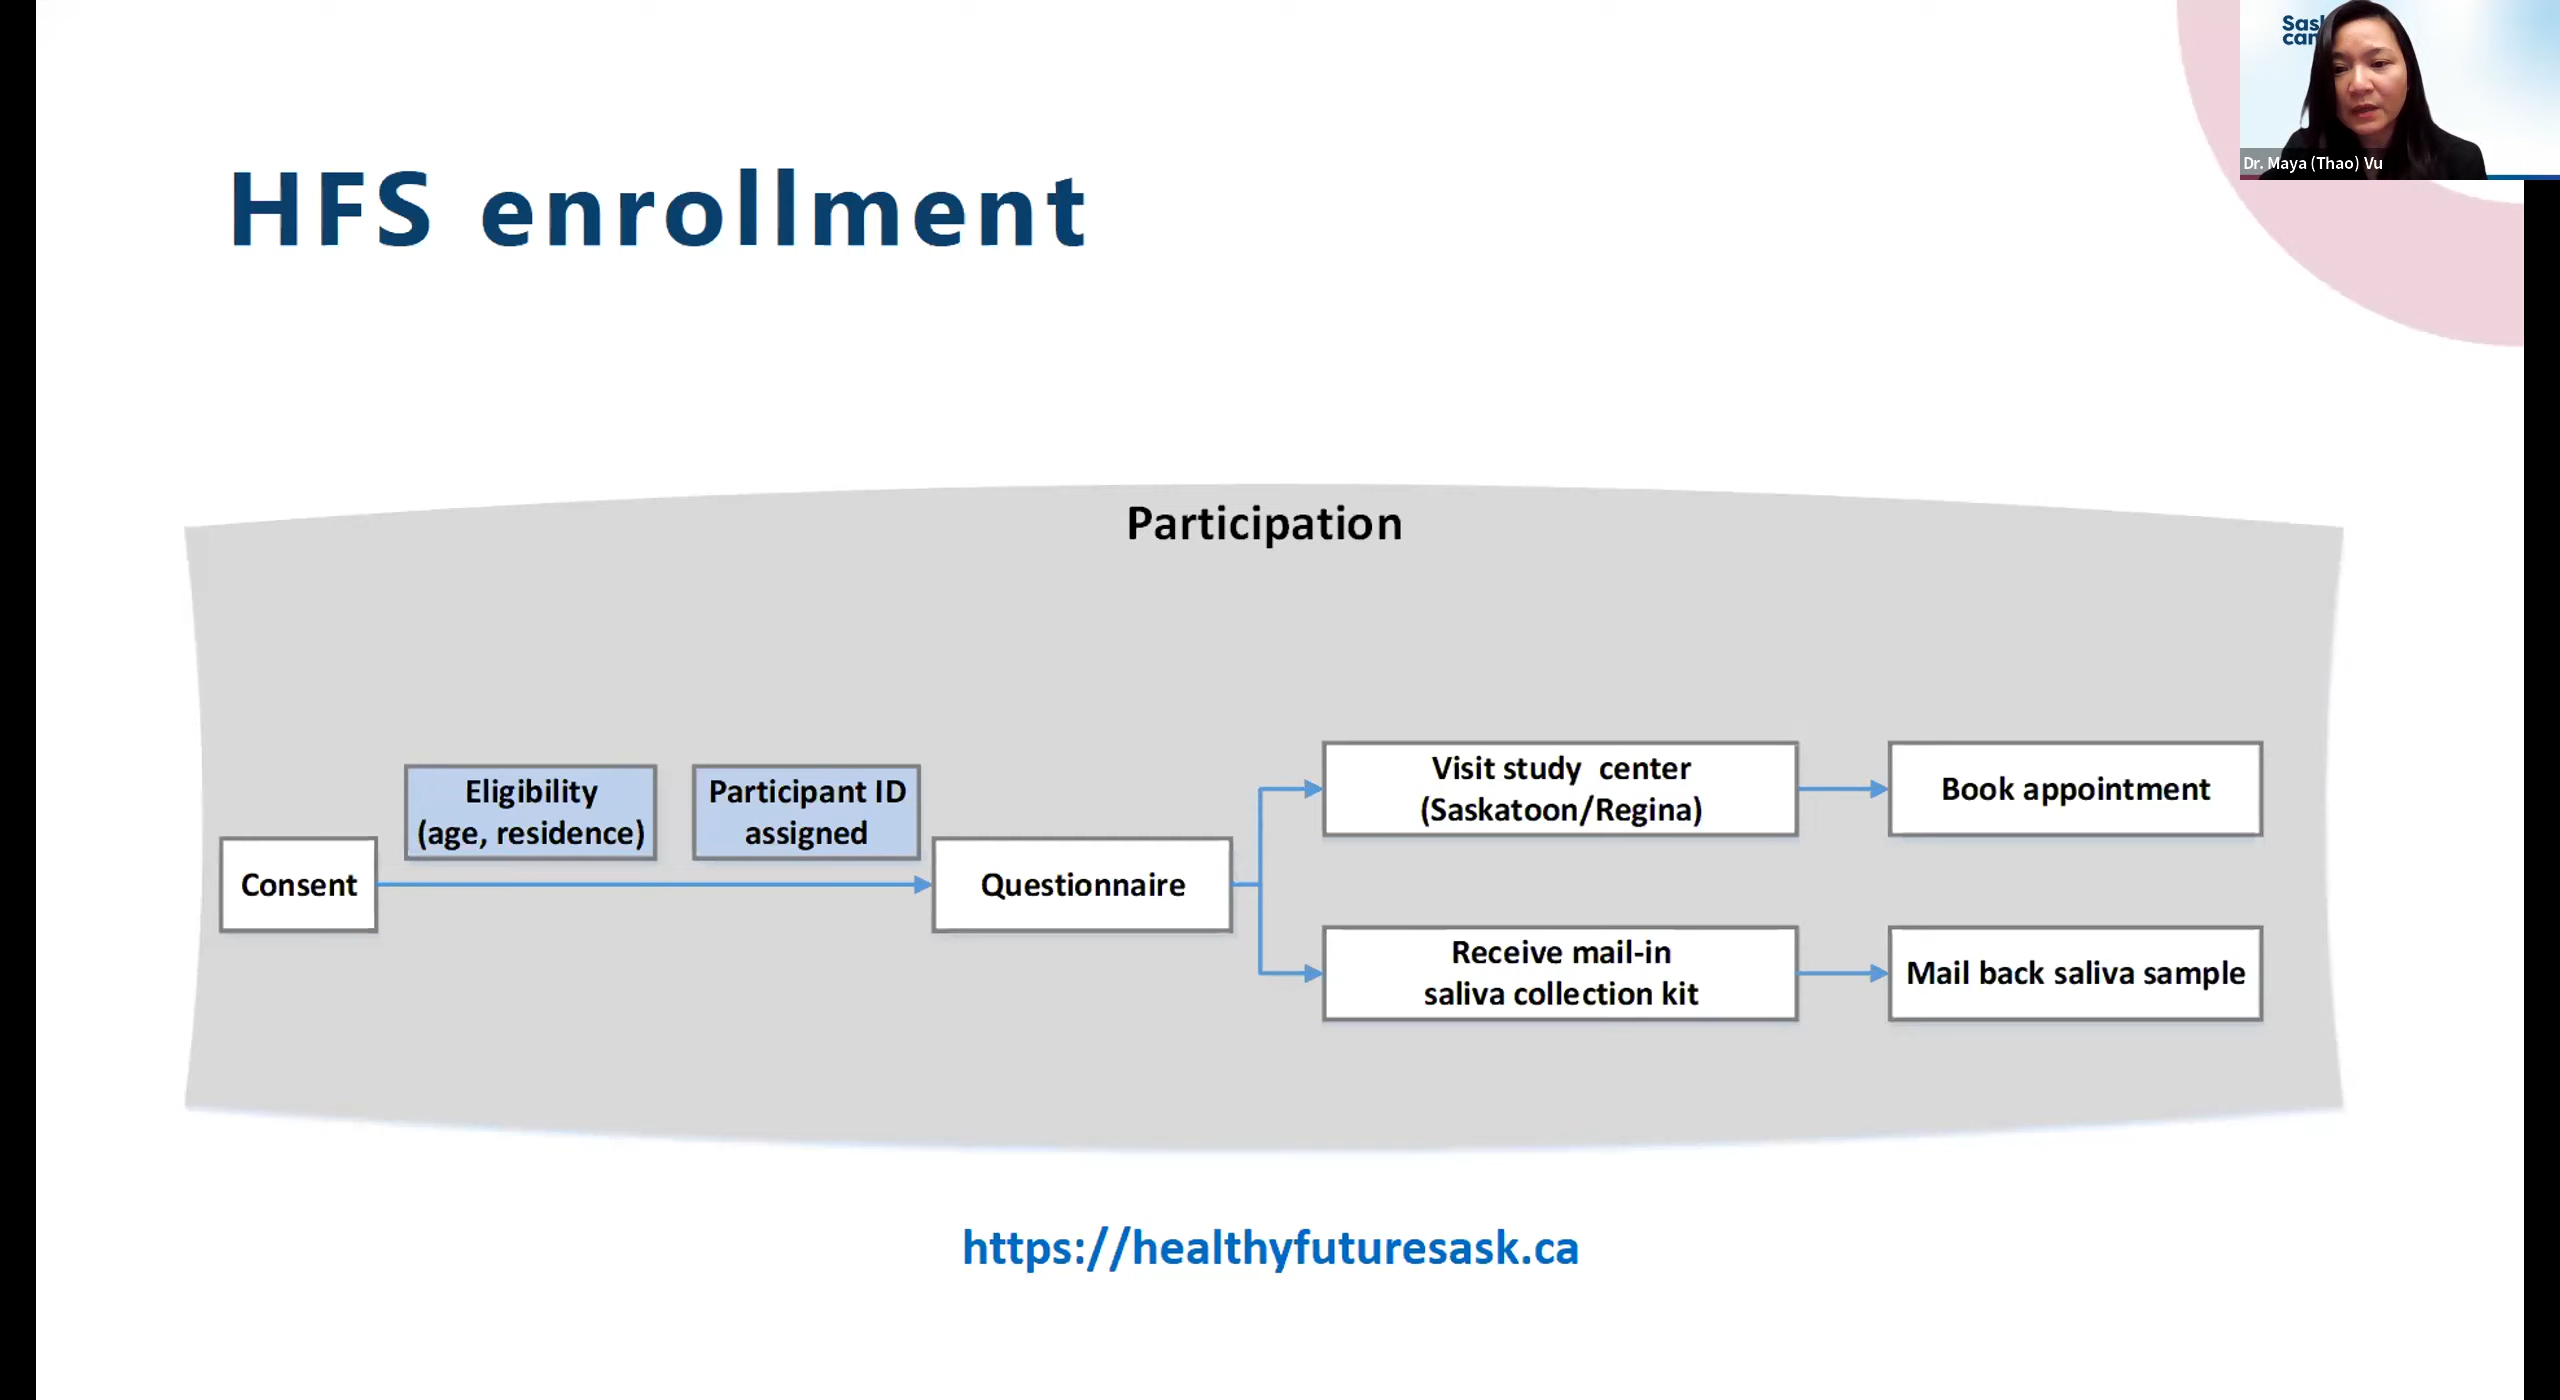 HFS enrollment
Dr. Maya (Thao) Vu
Participation
Eligibility
(age, residence)
Participant ID
assigned
Consent
Questionnaire
Visit study center
(Saskatoon/Regina)
Book appointment
Receive mail-in
saliva collection kit
Mail back saliva sample
https://healthyfuturesask.ca